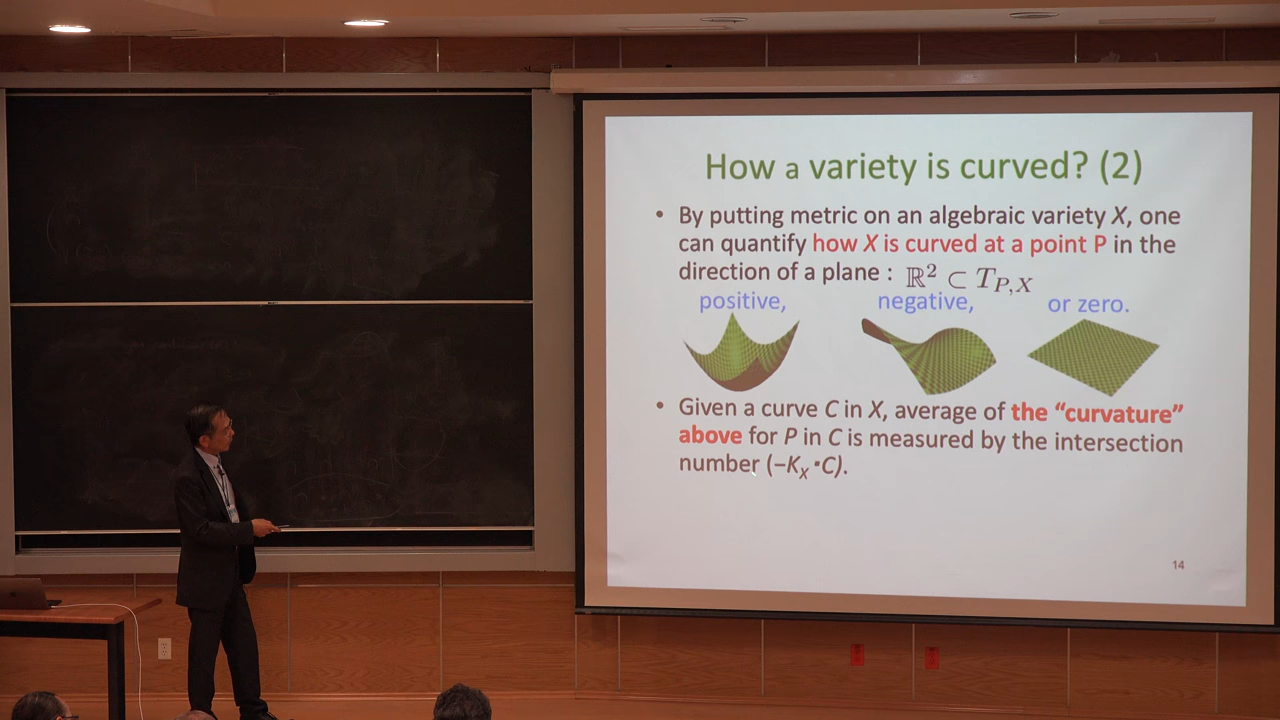 How a variety is curved? (2)
• By putting metric on an algebraic variety X, one
can quantify how X is curved at a point P in the
direction of a plane : ℝ² ⊂ T_{P,X}
positive, negative, or zero.
• Given a curve C in X, average of the “curvature”
above for P in C is measured by the intersection
number (−K_X •C).
14